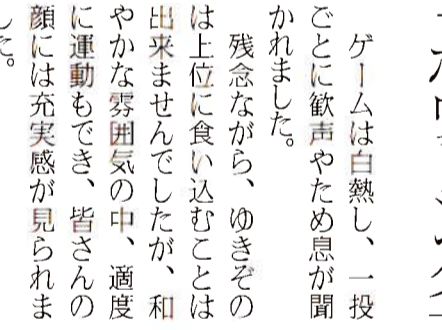 ゲームは白熱し、一投
ごとに歓声やため息が聞
かれました。
残念ながら、ゆきぞの
は上位に食い込むことは
出来ませんでしたが、和
やかな雰囲気の中、適度
に運動もでき、皆さんの
顔には充実感が見られま
した。